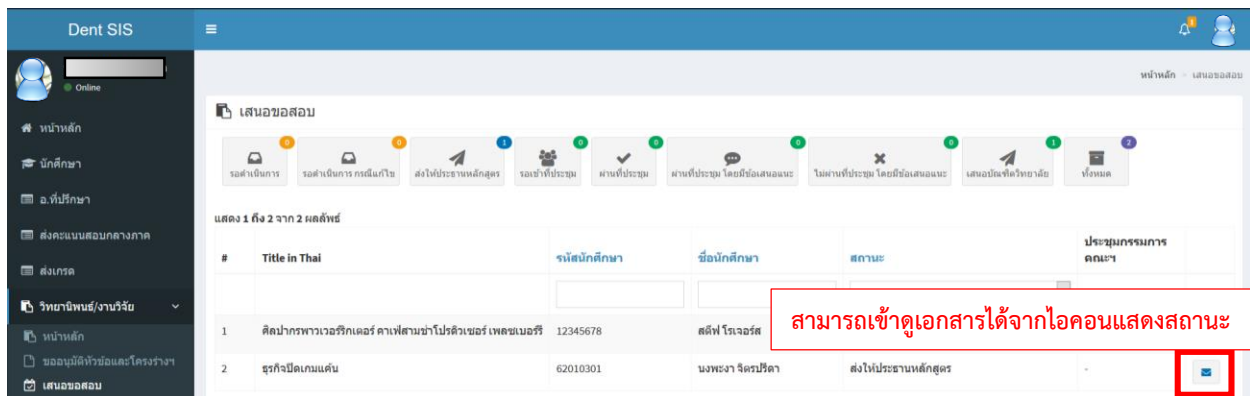 Dent SIS
1
Online
หน้าหลัก > เสนอขอสอบ
เสนอขอสอบ
หน้าหลัก
นักศึกษา
อ.ที่ปรึกษา
ส่งคะแนนสอบกลางภาค
ส่งเกรด
วิทยานิพนธ์/งานวิจัย
หน้าหลัก
ขออนุมัติหัวข้อและโครงร่างฯ
เสนอขอสอบ
0 0 1 0 0 0 0 1 2
รอดำเนินการ รอดำเนินการ กรณีแก้ไข ส่งให้ประธานหลักสูตร รอเข้าที่ประชุม ผ่านที่ประชุม ผ่านที่ประชุม โดยมีข้อเสนอแนะ ไม่ผ่านที่ประชุม โดยมีข้อเสนอแนะ เสนอบัณฑิตวิทยาลัย ทั้งหมด
แสดง 1 ถึง 2 จาก 2 ผลลัพธ์
# Title in Thai รหัสนักศึกษา ชื่อนักศึกษา สถานะ ประชุมกรรมการ
คณะฯ
สามารถเข้าดูเอกสารได้จากไอคอนแสดงสถานะ
1 ศิลปากรพาวเวอร์ริกเตอร์ คาเฟ่สามช่าโปรดิวเซอร์ เพลซเบอร์รี 12345678 สตีฟ โรเจอร์ส
2 ธุรกิจปิดเกมแค้น 62010301 นงพะงา จิตรปรีดา ส่งให้ประธานหลักสูตร -